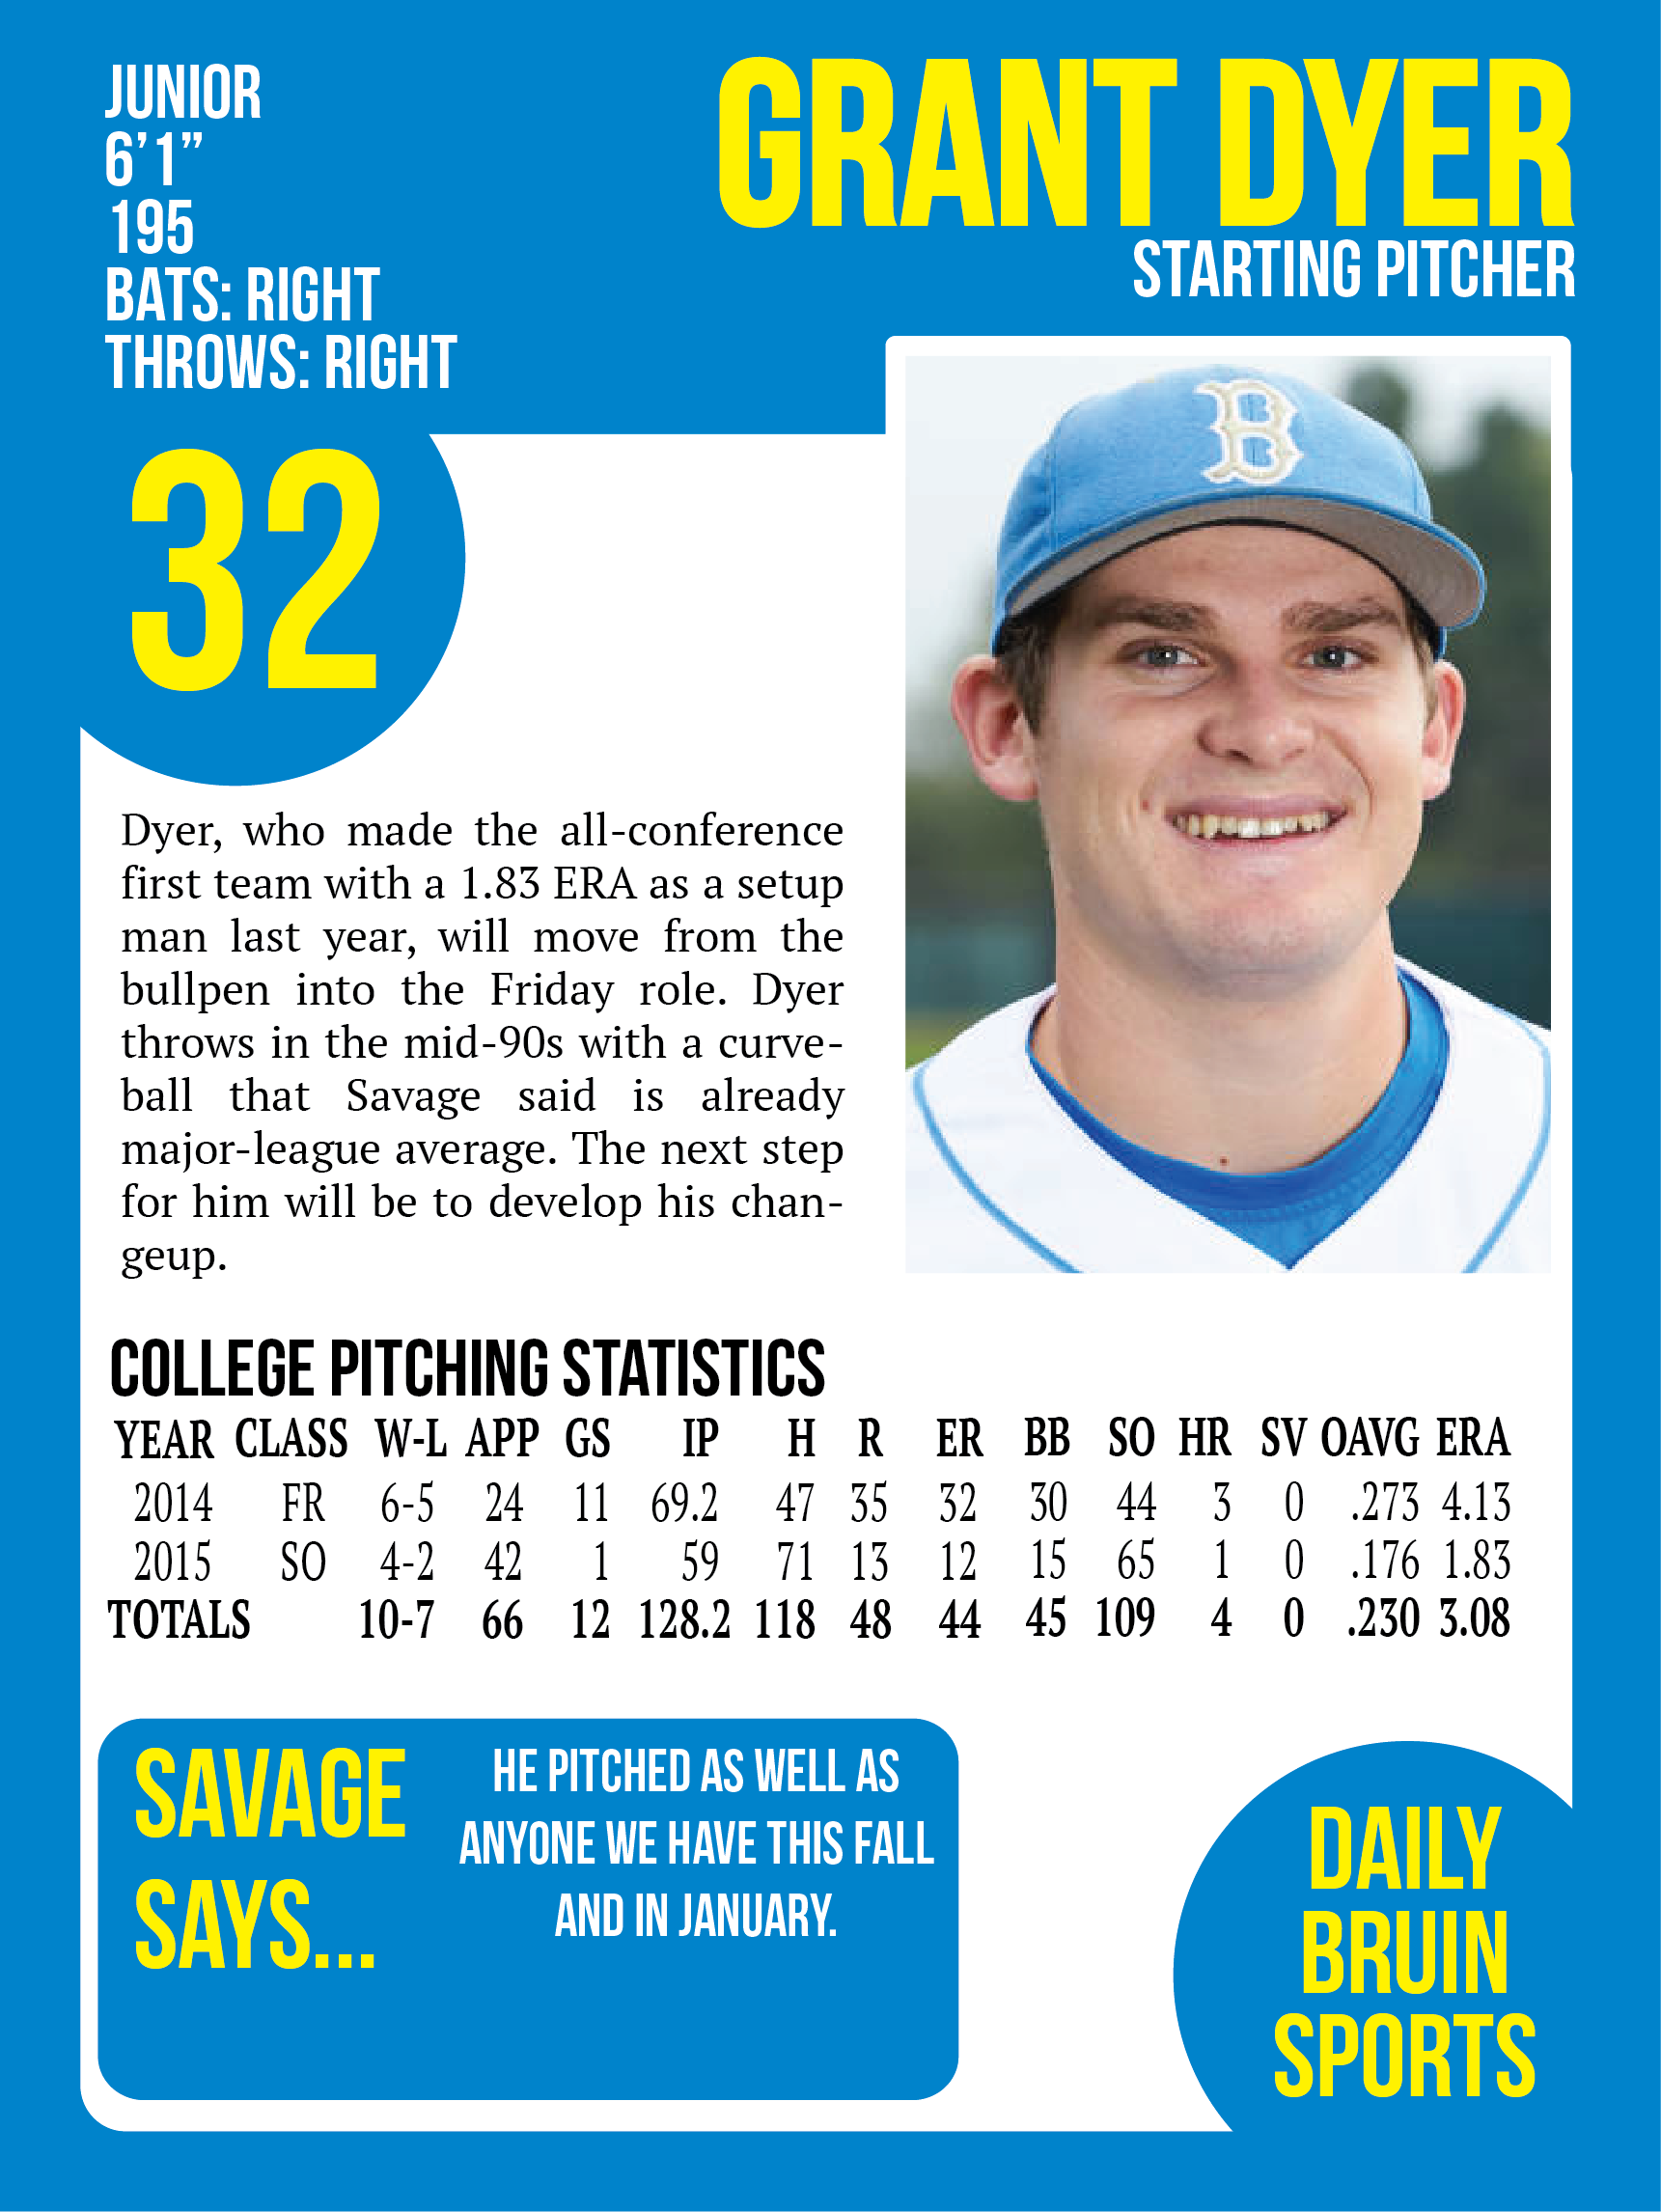 JUNIOR
6’1”
195
BATS: RIGHT
THROWS: RIGHT
GRANT DYER
STARTING PITCHER
32
B
Dyer, who made the all-conference
first team with a 1.83 ERA as a setup
man last year, will move from the
bullpen into the Friday role. Dyer
throws in the mid-90s with a curve-
ball that Savage said is already
major-league average. The next step
for him will be to develop his chan-
geup.
COLLEGE PITCHING STATISTICS
YEAR CLASS W-L APP GS IP H R ER BB SO HR SV OAVG ERA
2014 FR 6-5 24 11 69.2 47 35 32 30 44 3 0 .273 4.13
2015 SO 4-2 42 1 59 71 13 12 15 65 1 0 .176 1.83
TOTALS 10-7 66 12 128.2 118 48 44 45 109 4 0 .230 3.08
SAVAGE
SAYS...
HE PITCHED AS WELL AS
ANYONE WE HAVE THIS FALL
AND IN JANUARY.
DAILY
BRUIN
SPORTS